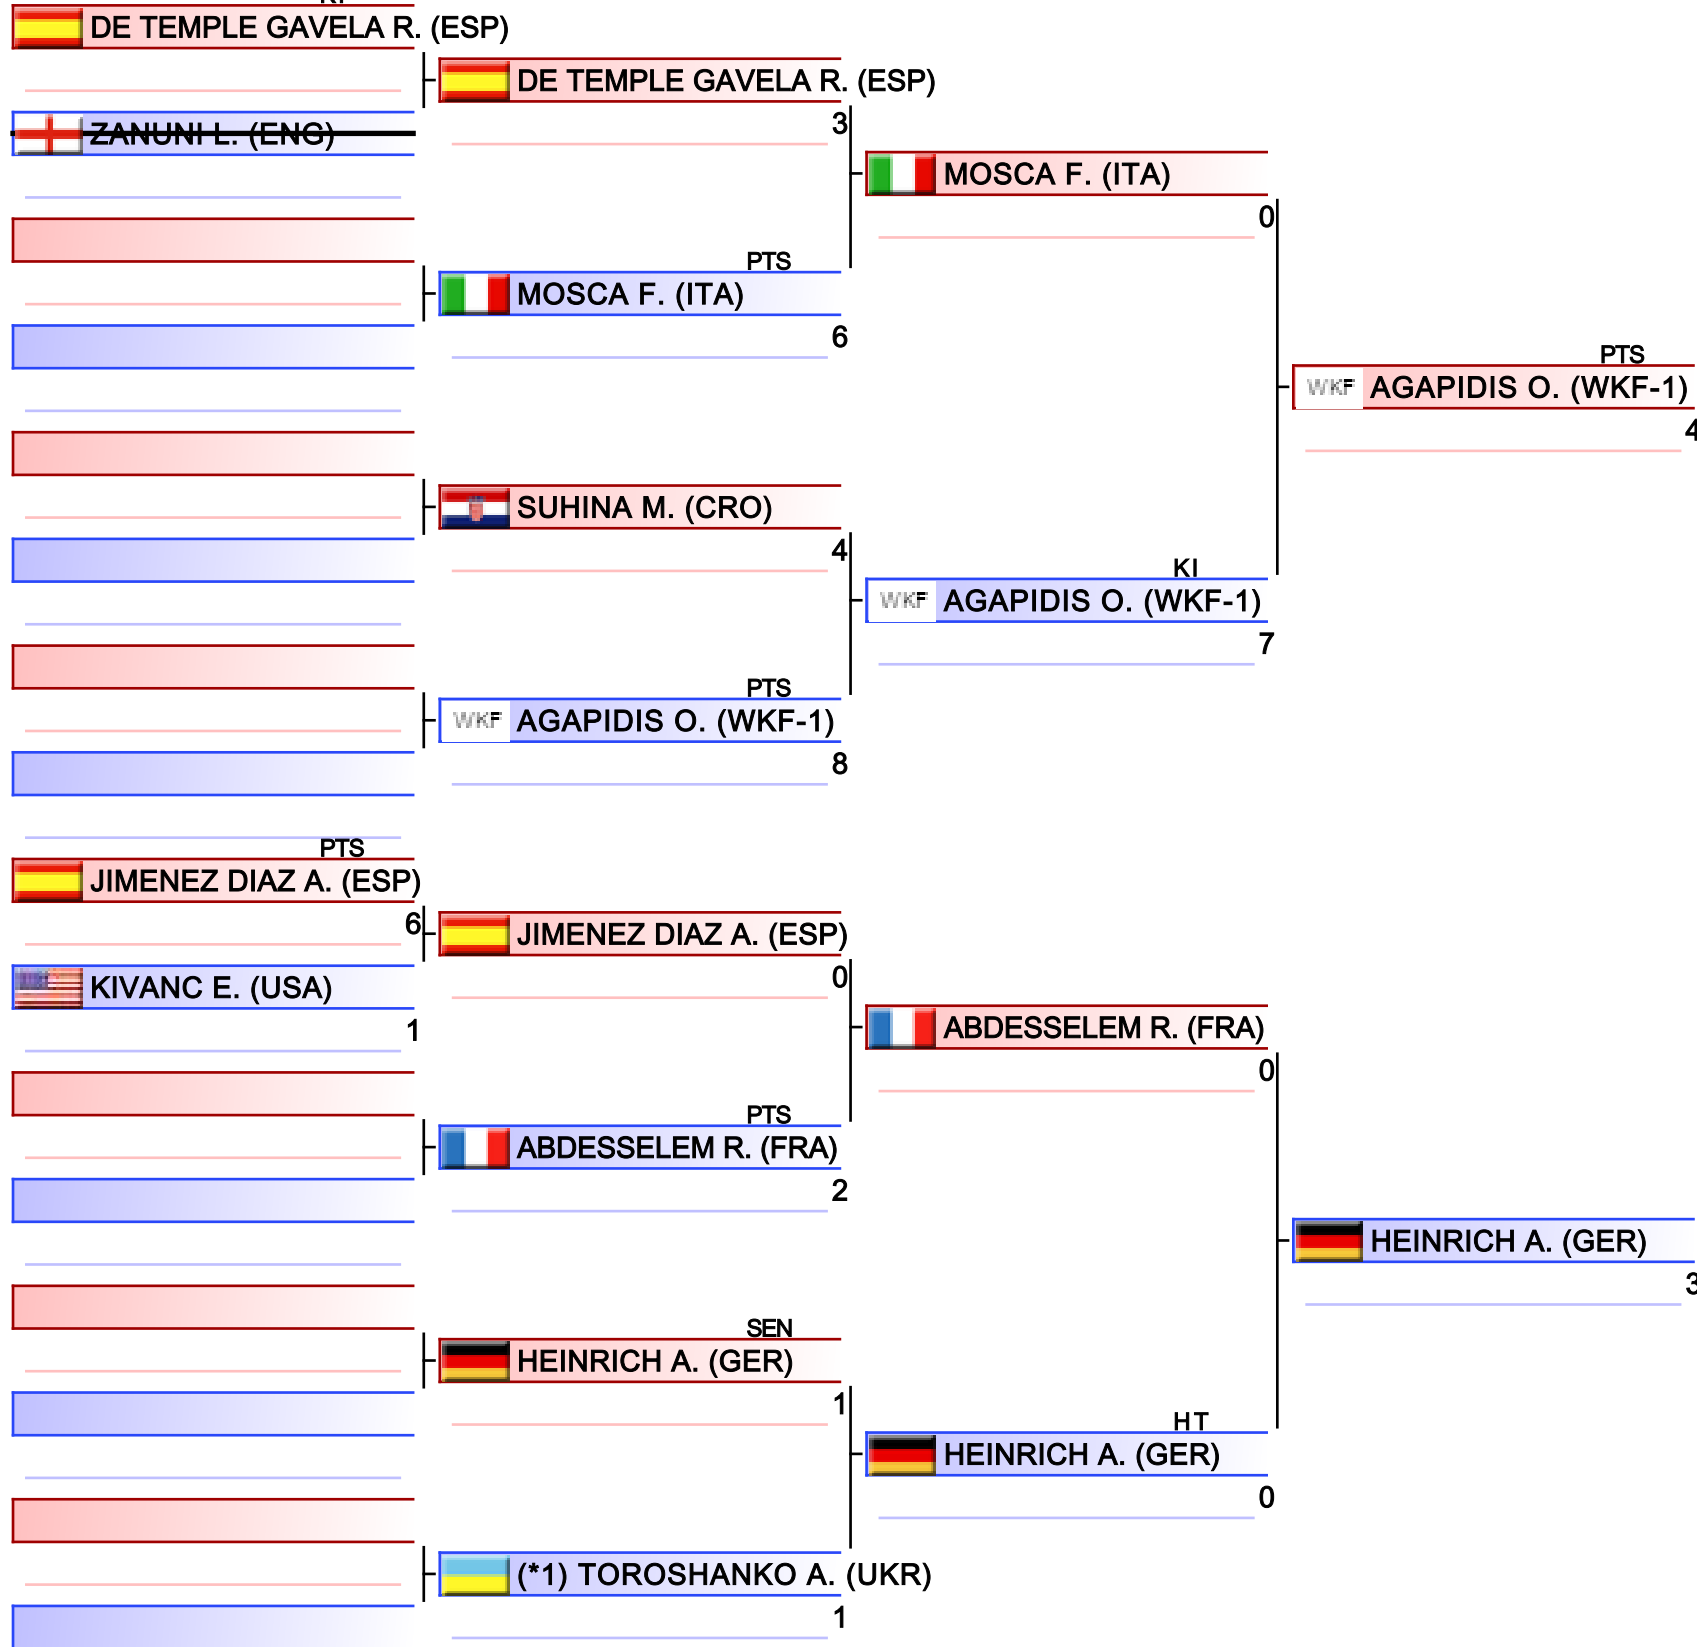 DE TEMPLE GAVELA R. (ESP)
DE TEMPLE GAVELA R. (ESP)
3
ZANUNI L. (ENG)
MOSCA F. (ITA)
0
PTS
MOSCA F. (ITA)
6
PTS
WKF AGAPIDIS O. (WKF-1)
4
SUHINA M. (CRO)
4
KI
WKF AGAPIDIS O. (WKF-1)
7
PTS
WKF AGAPIDIS O. (WKF-1)
8
PTS
JIMENEZ DIAZ A. (ESP)
6
JIMENEZ DIAZ A. (ESP)
0
KIVANC E. (USA)
1
ABDESSELEM R. (FRA)
0
PTS
ABDESSELEM R. (FRA)
2
HEINRICH A. (GER)
3
SEN
HEINRICH A. (GER)
1
HT
HEINRICH A. (GER)
0
(*1) TOROSHANKO A. (UKR)
1